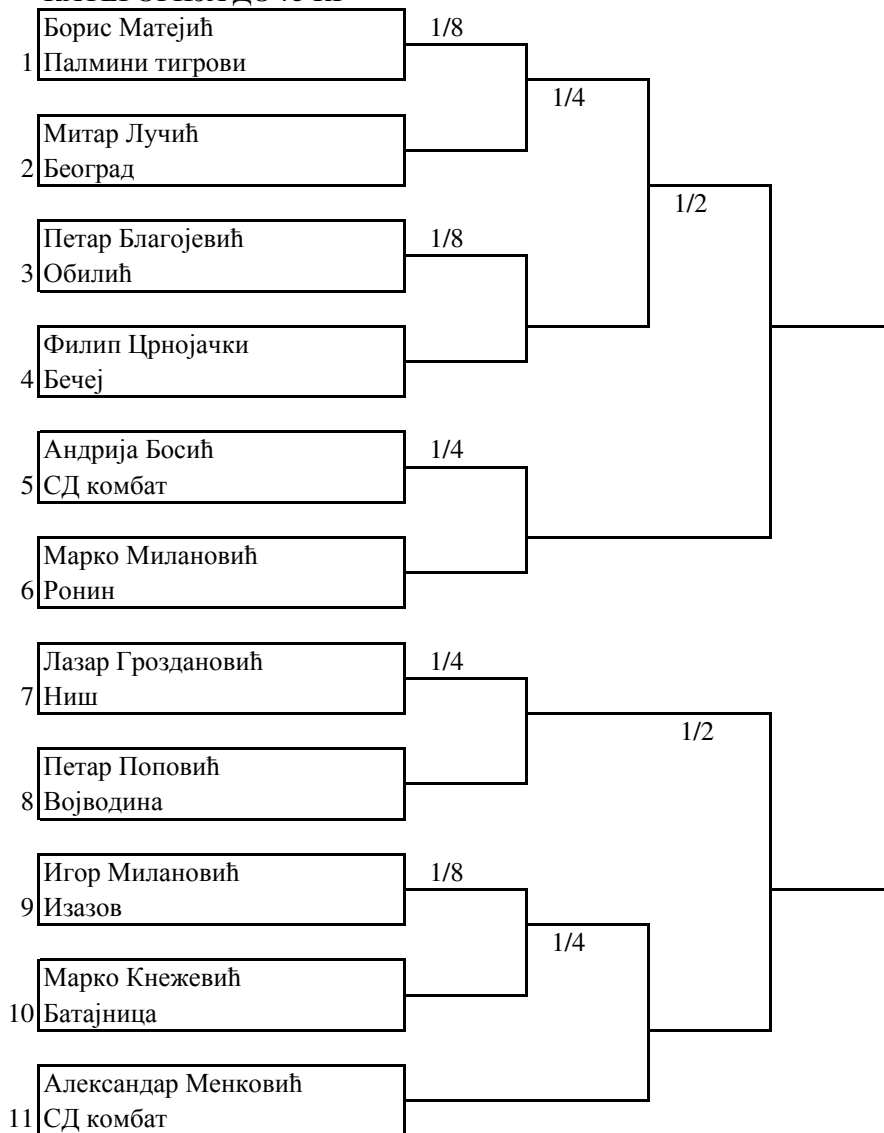 Борис Матејић 1/8
1 Палмини тигрови
1/4
Митар Лучић
2 Београд
1/2
Петар Благојевић 1/8
3 Обилић
Филип Црнојачки
4 Бечеј
Андрија Босић 1/4
5 СД комбат
Марко Милановић
6 Ронин
Лазар Гроздановић 1/4
7 Ниш
1/2
Петар Поповић
8 Војводина
Игор Милановић 1/8
9 Изазов
1/4
Марко Кнежевић
10 Батајница
Александар Менковић
11 СД комбат